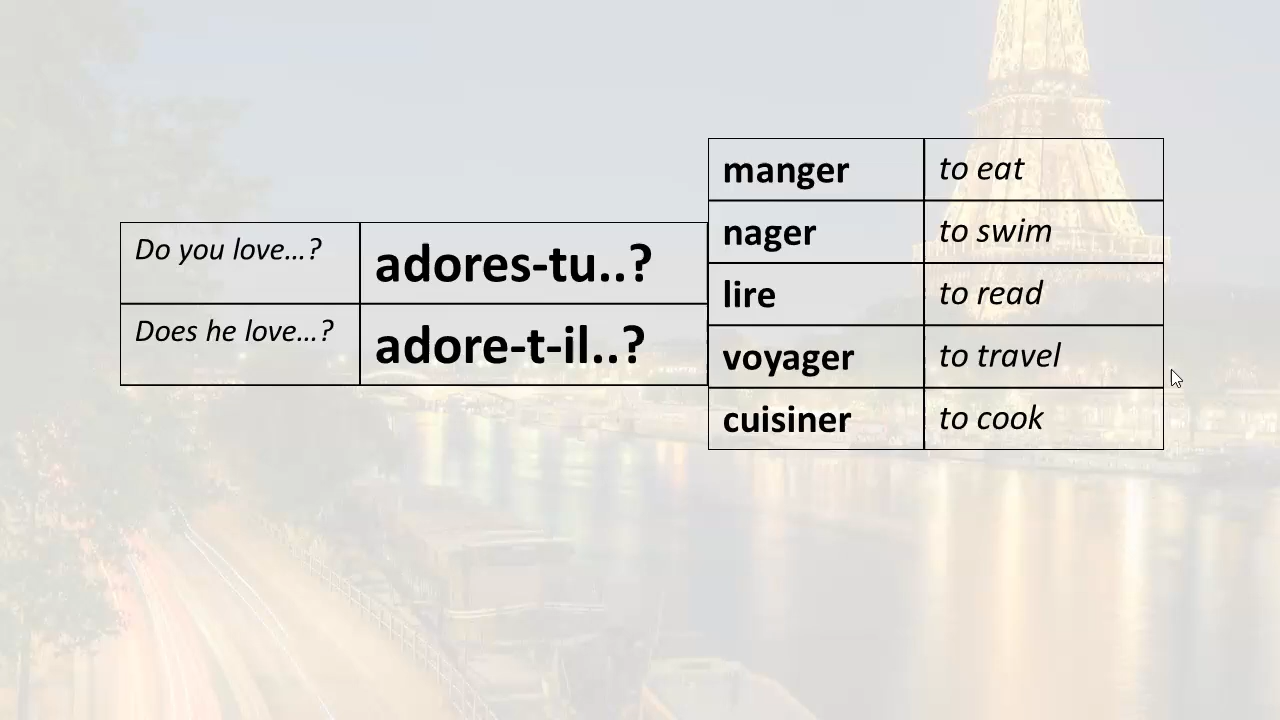 Do you love...? adores-tu..?
Does he love...? adore-t-il..?
manger to eat
nager to swim
lire to read
voyager to travel
cuisiner to cook